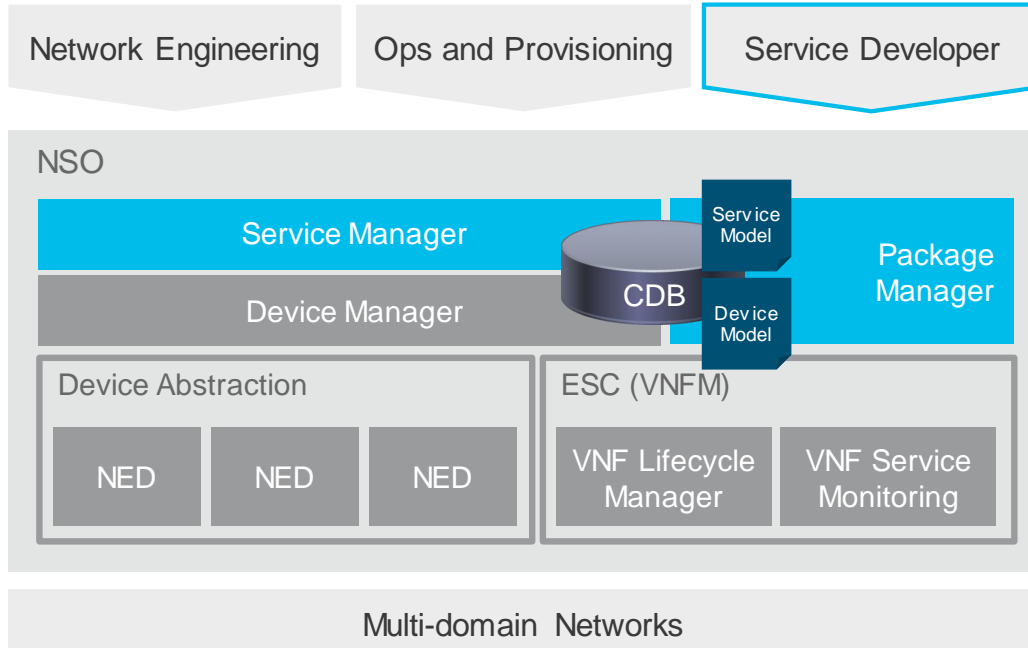 Network Engineering
Ops and Provisioning
Service Developer
NSO
Service Manager
Device Manager
CDB
Service
Model
Device
Model
Package
Manager
Device Abstraction
NED
NED
NED
ESC (VNFM)
VNF Lifecycle
Manager
VNF Service
Monitoring
Multi-domain Networks